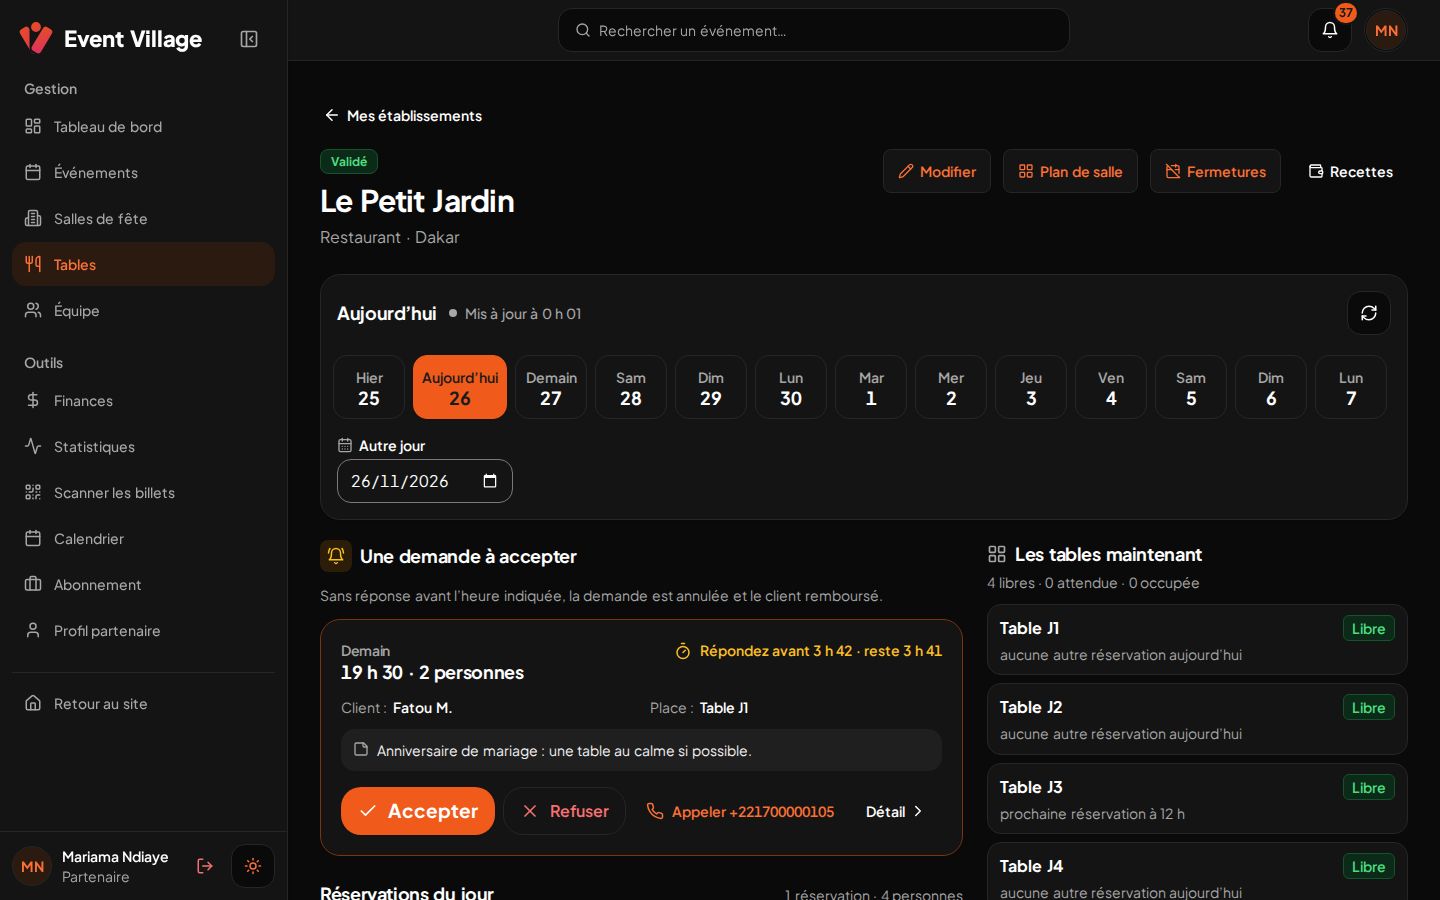 Event Village
Gestion
Tableau de bord
Événements
Salles de fête
Tables
Équipe
Outils
Finances
Statistiques
Scanner les billets
Calendrier
Abonnement
Profil partenaire
Retour au site
MN
Mariama Ndiaye
Partenaire
Rechercher un événement...
37
MN
Mes établissements
Validé
Le Petit Jardin
Restaurant · Dakar
Modifier
Plan de salle
Fermetures
Recettes
Aujourd’hui
Mis à jour à 0 h 01
Hier 25
Aujourd’hui 26
Demain 27
Sam 28
Dim 29
Lun 30
Mar 1
Mer 2
Jeu 3
Ven 4
Sam 5
Dim 6
Lun 7
Autre jour
26/11/2026
Une demande à accepter
Sans réponse avant l’heure indiquée, la demande est annulée et le client remboursé.
Demain
Répondez avant 3 h 42 · reste 3 h 41
19 h 30 · 2 personnes
Client : Fatou M.
Place : Table J1
Anniversaire de mariage : une table au calme si possible.
Accepter
Refuser
Appeler +221700000105
Détail
Réservations du jour
1 réservation · 4 personnes
Les tables maintenant
4 libres · 0 attendue · 0 occupée
Table J1
Libre
aucune autre réservation aujourd’hui
Table J2
Libre
aucune autre réservation aujourd’hui
Table J3
Libre
prochaine réservation à 12 h
Table J4
Libre
aucune autre réservation aujourd’hui